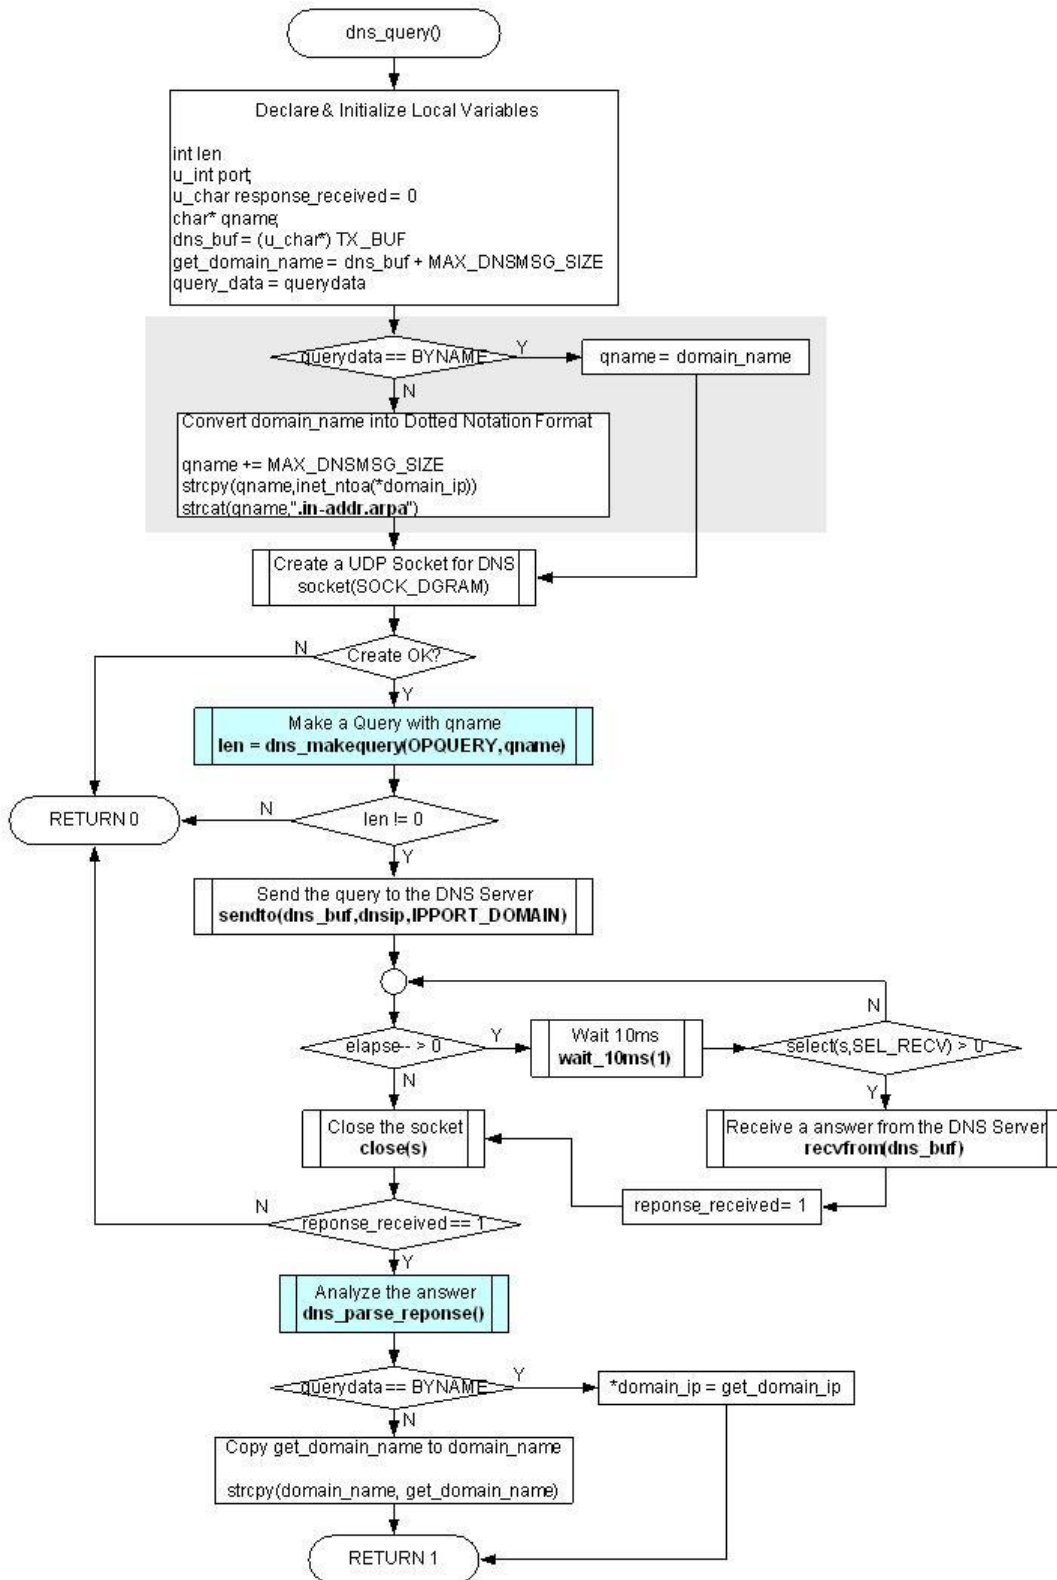 dns_query()
Declare & Initialize Local Variables
int len
u_int port;
u_char response_received = 0
char* qname;
dns_buf = (u_char*) TX_BUF
get_domain_name = dns_buf + MAX_DNSMSG_SIZE
query_data = querydata
querydata == BYNAME
Y
qname = domain_name
N
Convert domain_name into Dotted Notation Format
qname += MAX_DNSMSG_SIZE
strcpy(qname,inet_ntoa(*domain_ip))
strcat(qname,".in-addr.arpa")
Create a UDP Socket for DNS
socket(SOCK_DGRAM)
N
Create OK?
Y
Make a Query with qname
len = dns_makequery(OPQUERY,qname)
RETURN 0
N
len != 0
Y
Send the query to the DNS Server
sendto(dns_buf,dnsip,IPPORT_DOMAIN)
N
elapse-- > 0
Y
Wait 10ms
wait_10ms(1)
select(s,SEL_RECV) > 0
N
Y
Close the socket
close(s)
Receive a answer from the DNS Server
recvfrom(dns_buf)
reponse_received = 1
N
reponse_received == 1
Y
Analyze the answer
dns_parse_reponse()
querydata == BYNAME
Y
*domain_ip = get_domain_ip
N
Copy get_domain_name to domain_name
strcpy(domain_name, get_domain_name)
RETURN 1